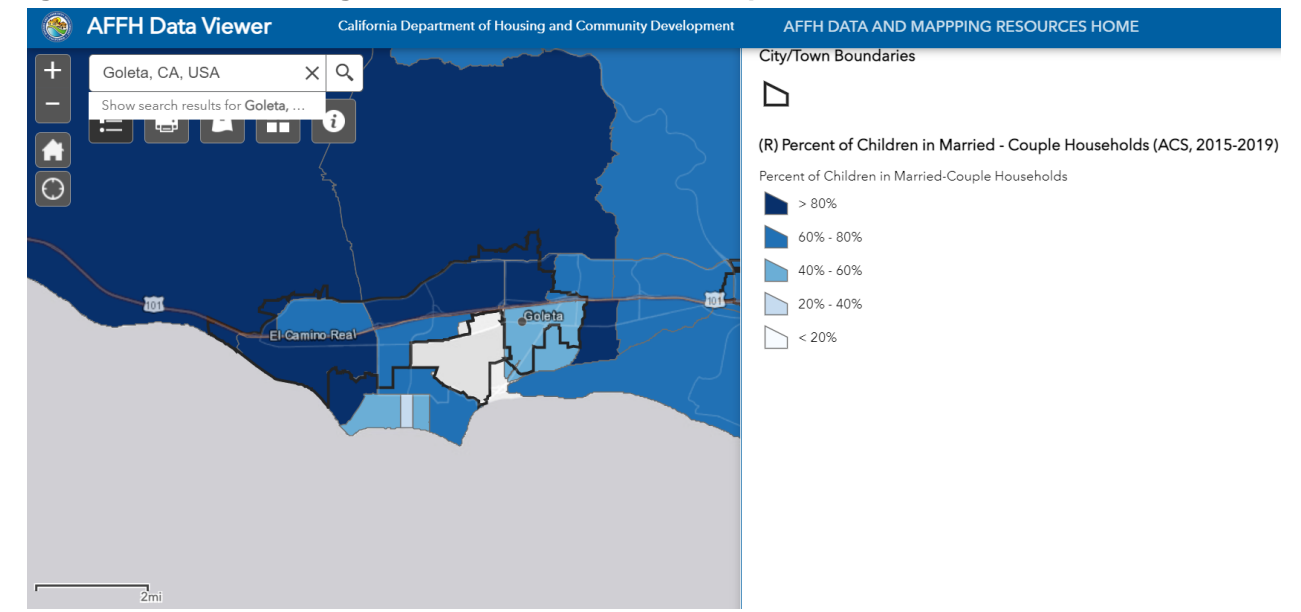 AFFH Data Viewer
California Department of Housing and Community Development
AFFH DATA AND MAPPPING RESOURCES HOME
+
Goleta, CA, USA
−
Show search results for Goleta, ...
i
101
Goleta
101
El Camino Real
2mi
City/Town Boundaries
(R) Percent of Children in Married - Couple Households (ACS, 2015-2019)
Percent of Children in Married-Couple Households
> 80%
60% - 80%
40% - 60%
20% - 40%
< 20%